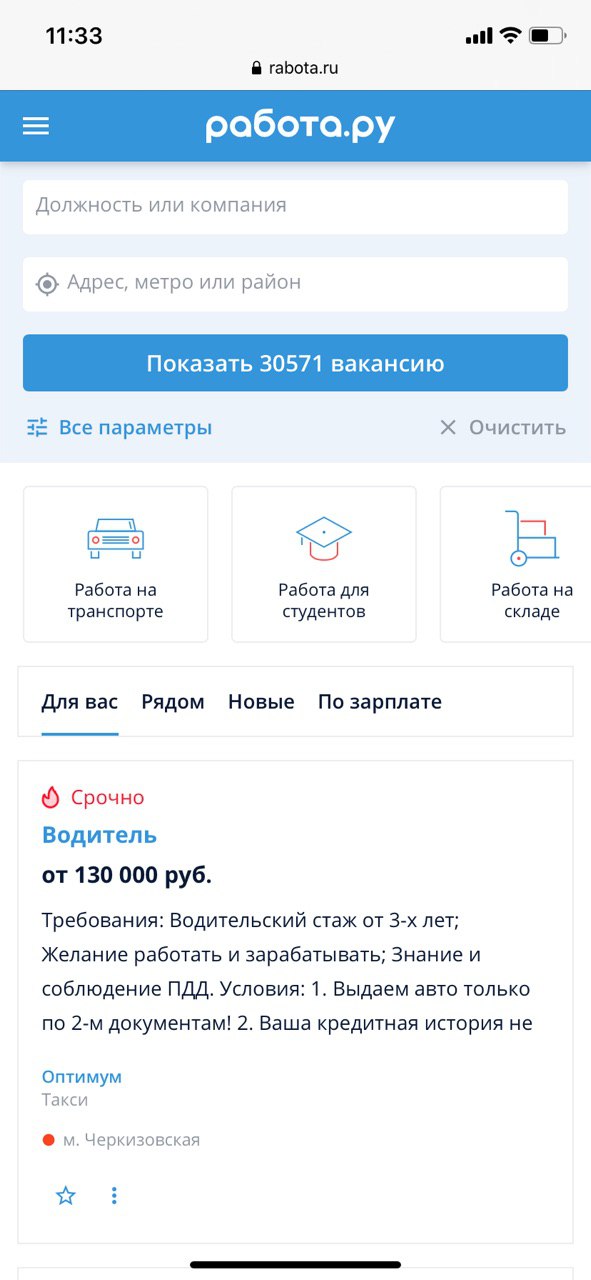 11:33
rabota.ru
работа.ру
Должность или компания
Адрес, метро или район
Показать 30571 вакансию
Все параметры
Очистить
Работа на
транспорте
Работа для
студентов
Работа на
складе
Для вас
Рядом
Новые
По зарплате
Срочно
Водитель
от 130 000 руб.
Требования: Водительский стаж от 3-х лет;
Желание работать и зарабатывать; Знание и
соблюдение ПДД. Условия: 1. Выдаем авто только
по 2-м документам! 2. Ваша кредитная история не
Оптимум
Такси
м. Черкизовская